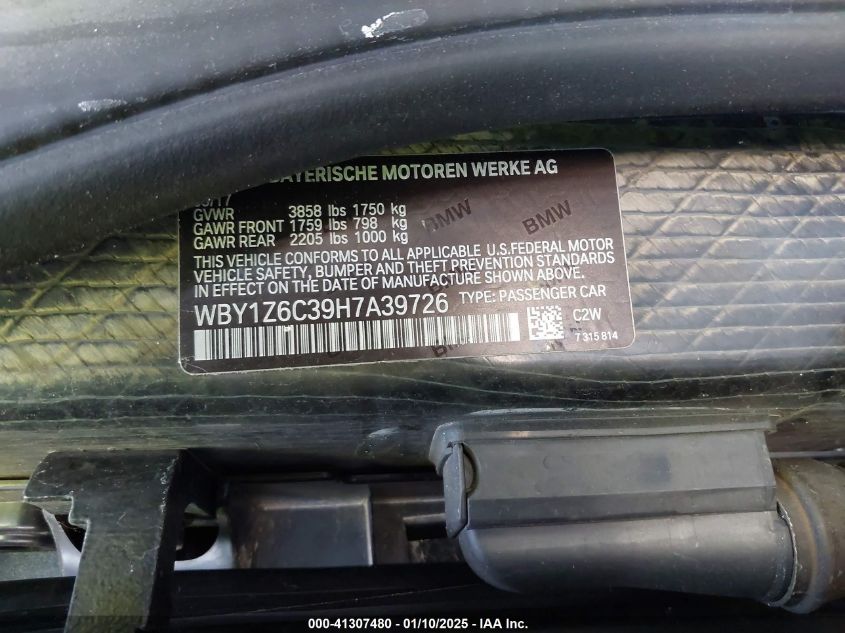 BAYERISCHE MOTOREN WERKE AG
GVWR 3858 lbs 1750 kg
GAWR FRONT 1759 lbs 798 kg
GAWR REAR 2205 lbs 1000 kg
BMW BMW
THIS VEHICLE CONFORMS TO ALL APPLICABLE U.S.FEDERAL MOTOR
VEHICLE SAFETY, BUMPER AND THEFT PREVENTION STANDARDS
IN EFFECT ON THE DATE OF MANUFACTURE SHOWN ABOVE.
WBY1Z6C39H7A39726 TYPE: PASSENGER CAR
C2W
7 315 814
000-41307480 - 01/10/2025 - IAA Inc.